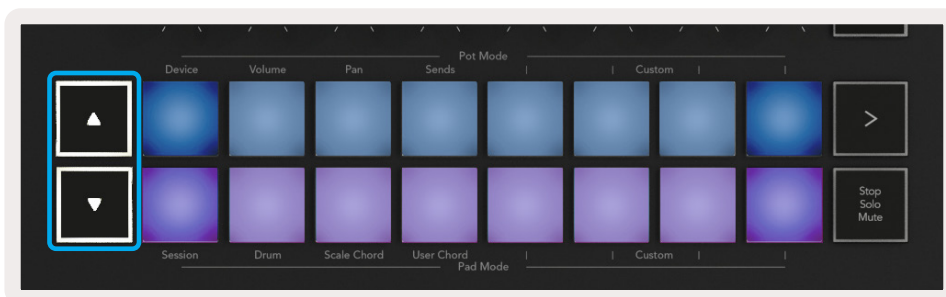 Pot Mode
Device Volume Pan Sends Custom
>
Stop
Solo
Mute
Session Drum Scale Chord User Chord Custom
Pad Mode